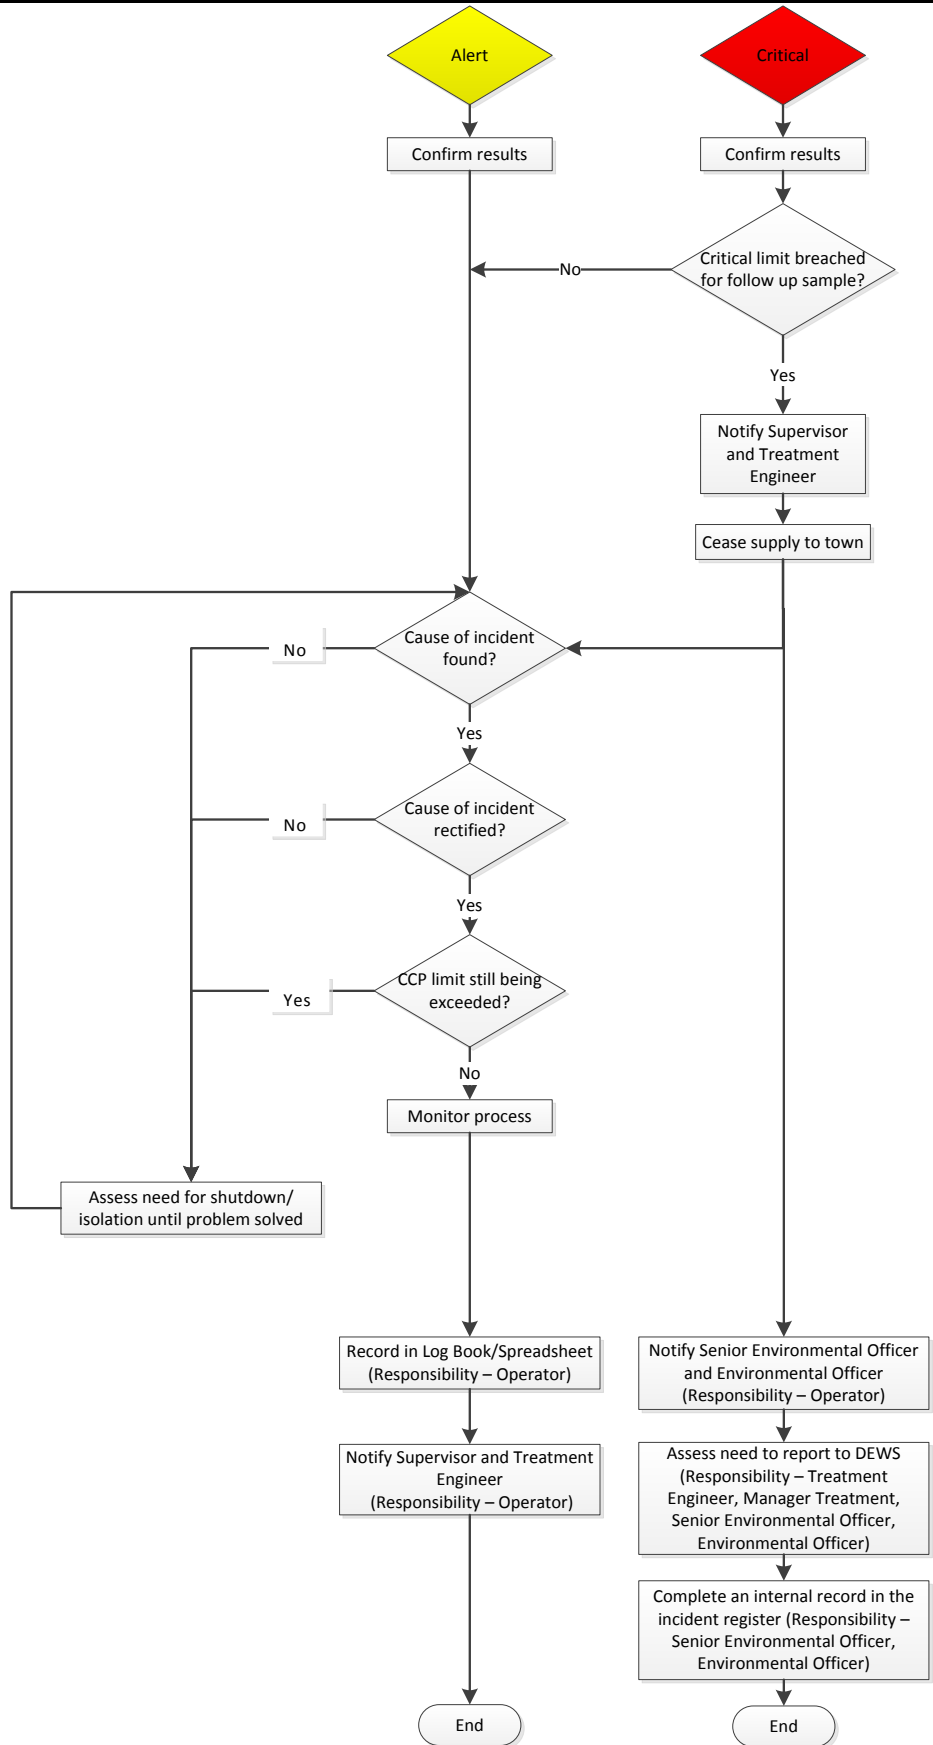 Alert
Critical
Confirm results
Confirm results
Critical limit breached
for follow up sample?
No
Yes
Notify Supervisor
and Treatment
Engineer
Cease supply to town
Cause of incident
found?
No
Yes
Cause of incident
rectified?
No
Yes
CCP limit still being
exceeded?
Yes
No
Monitor process
Assess need for shutdown/
isolation until problem solved
Record in Log Book/Spreadsheet
(Responsibility – Operator)
Notify Senior Environmental Officer
and Environmental Officer
(Responsibility – Operator)
Notify Supervisor and Treatment
Engineer
(Responsibility – Operator)
Assess need to report to DEWS
(Responsibility – Treatment
Engineer, Manager Treatment,
Senior Environmental Officer,
Environmental Officer)
Complete an internal record in the
incident register (Responsibility –
Senior Environmental Officer,
Environmental Officer)
End
End